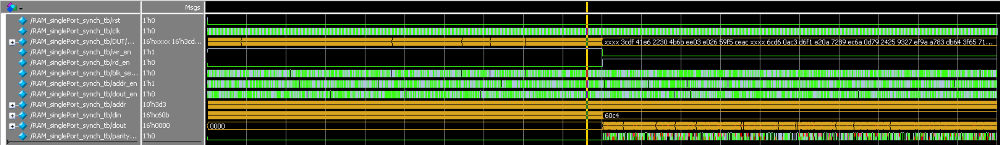 Msgs
/RAM_singlePort_synch_tb/rst 1'h0
/RAM_singlePort_synch_tb/clk 1'h0
/RAM_singlePort_synch_tb/DUT/... 16'hxxxx 16'h3cd... xxxx 3cdf 41e6 2230 4b6b ee03 e026 59f5 ceac xxxx 6cd6 0ac3 d6f1 e20a 7289 ec6a 0d79 2425 9327 ef9a a783 db64 3f65 71...
/RAM_singlePort_synch_tb/wr_en 1'h1
/RAM_singlePort_synch_tb/rd_en 1'h0
/RAM_singlePort_synch_tb/blk_se... 1'h0
/RAM_singlePort_synch_tb/addr_en 1'h1
/RAM_singlePort_synch_tb/dout_en 1'h0
/RAM_singlePort_synch_tb/addr 10'h3d3
/RAM_singlePort_synch_tb/din 16'hc60b 60c4
/RAM_singlePort_synch_tb/dout 16'h0000 0000
/RAM_singlePort_synch_tb/parity... 1'h0